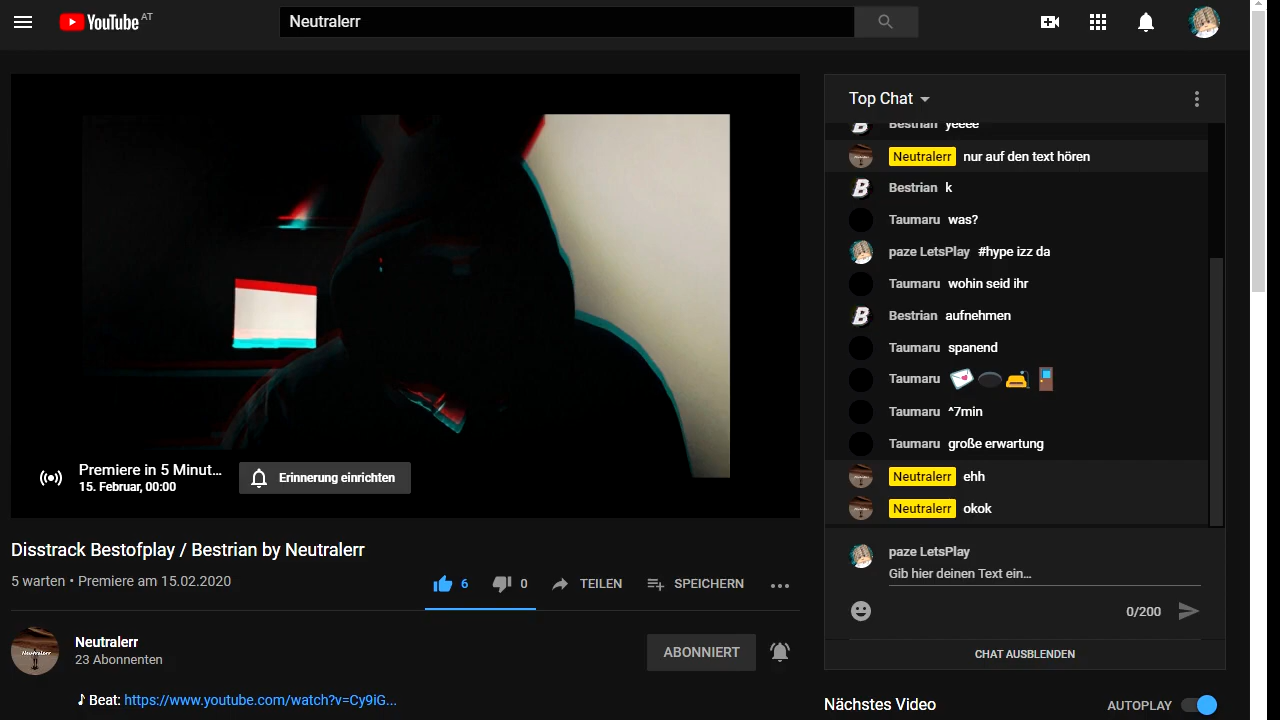 YouTube AT
Neutralerr
Top Chat
Bestrian yeeee
Neutralerr nur auf den text hören
Bestrian k
Taumaru was?
paze LetsPlay #hype izz da
Taumaru wohin seid ihr
Bestrian aufnehmen
Taumaru spanend
Taumaru
Taumaru ^7min
Taumaru große erwartung
Neutralerr ehh
Neutralerr okok
paze LetsPlay
Gib hier deinen Text ein...
0/200
CHAT AUSBLENDEN
Premiere in 5 Minut...
15. Februar, 00:00
Erinnerung einrichten
Disstrack Bestofplay / Bestrian by Neutralerr
5 warten • Premiere am 15.02.2020
6 0 TEILEN SPEICHERN
Neutralerr
23 Abonnenten
ABONNIERT
♪ Beat: https://www.youtube.com/watch?v=Cy9iG...
Nächstes Video
AUTOPLAY